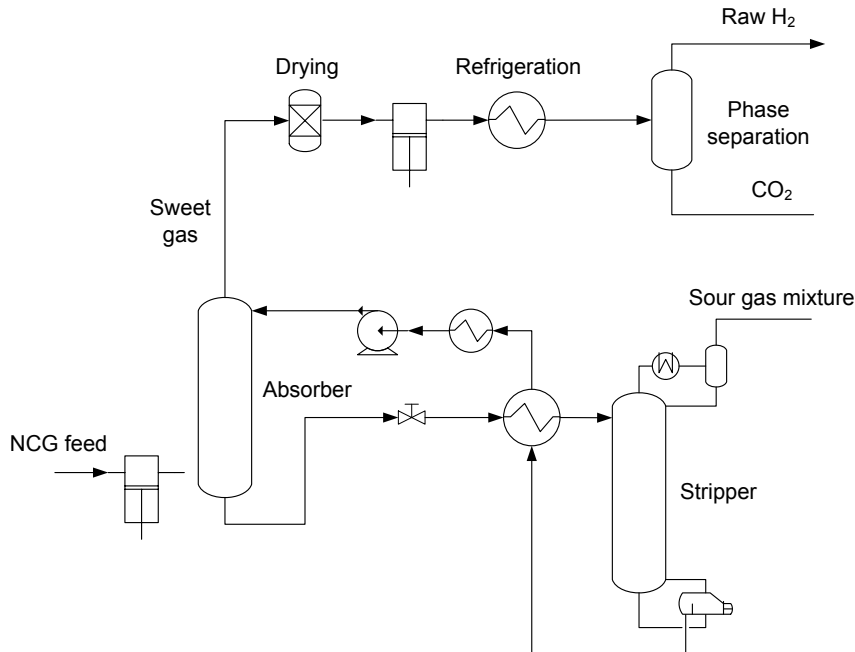 Raw H₂
Drying
Refrigeration
Phase
separation
CO₂
Sweet
gas
Sour gas mixture
Absorber
NCG feed
Stripper